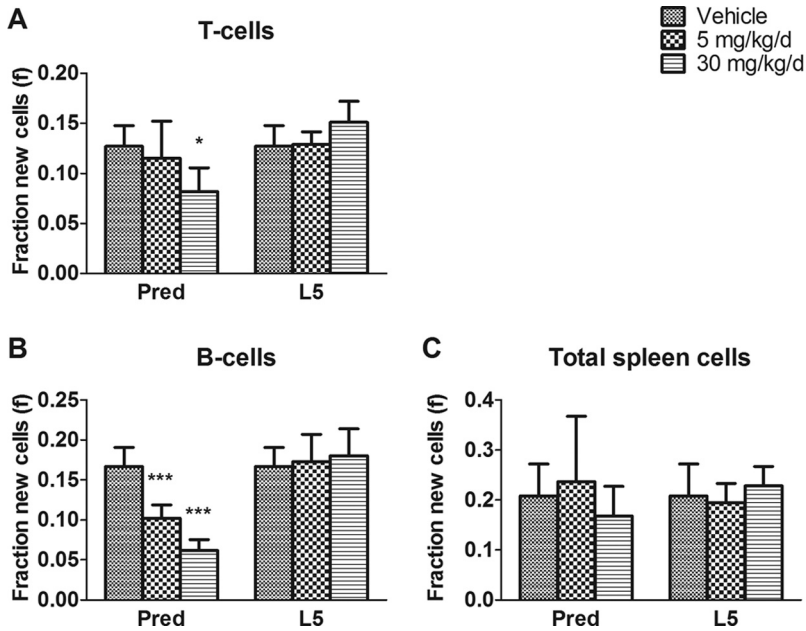 A
T-cells
Vehicle
5 mg/kg/d
30 mg/kg/d
Fraction new cells (f)
0.20
0.15
0.10
0.05
0.00
*
Pred
L5
B
B-cells
Fraction new cells (f)
0.25
0.20
0.15
0.10
0.05
0.00
***
***
Pred
L5
C
Total spleen cells
Fraction new cells (f)
0.4
0.3
0.2
0.1
0.0
Pred
L5